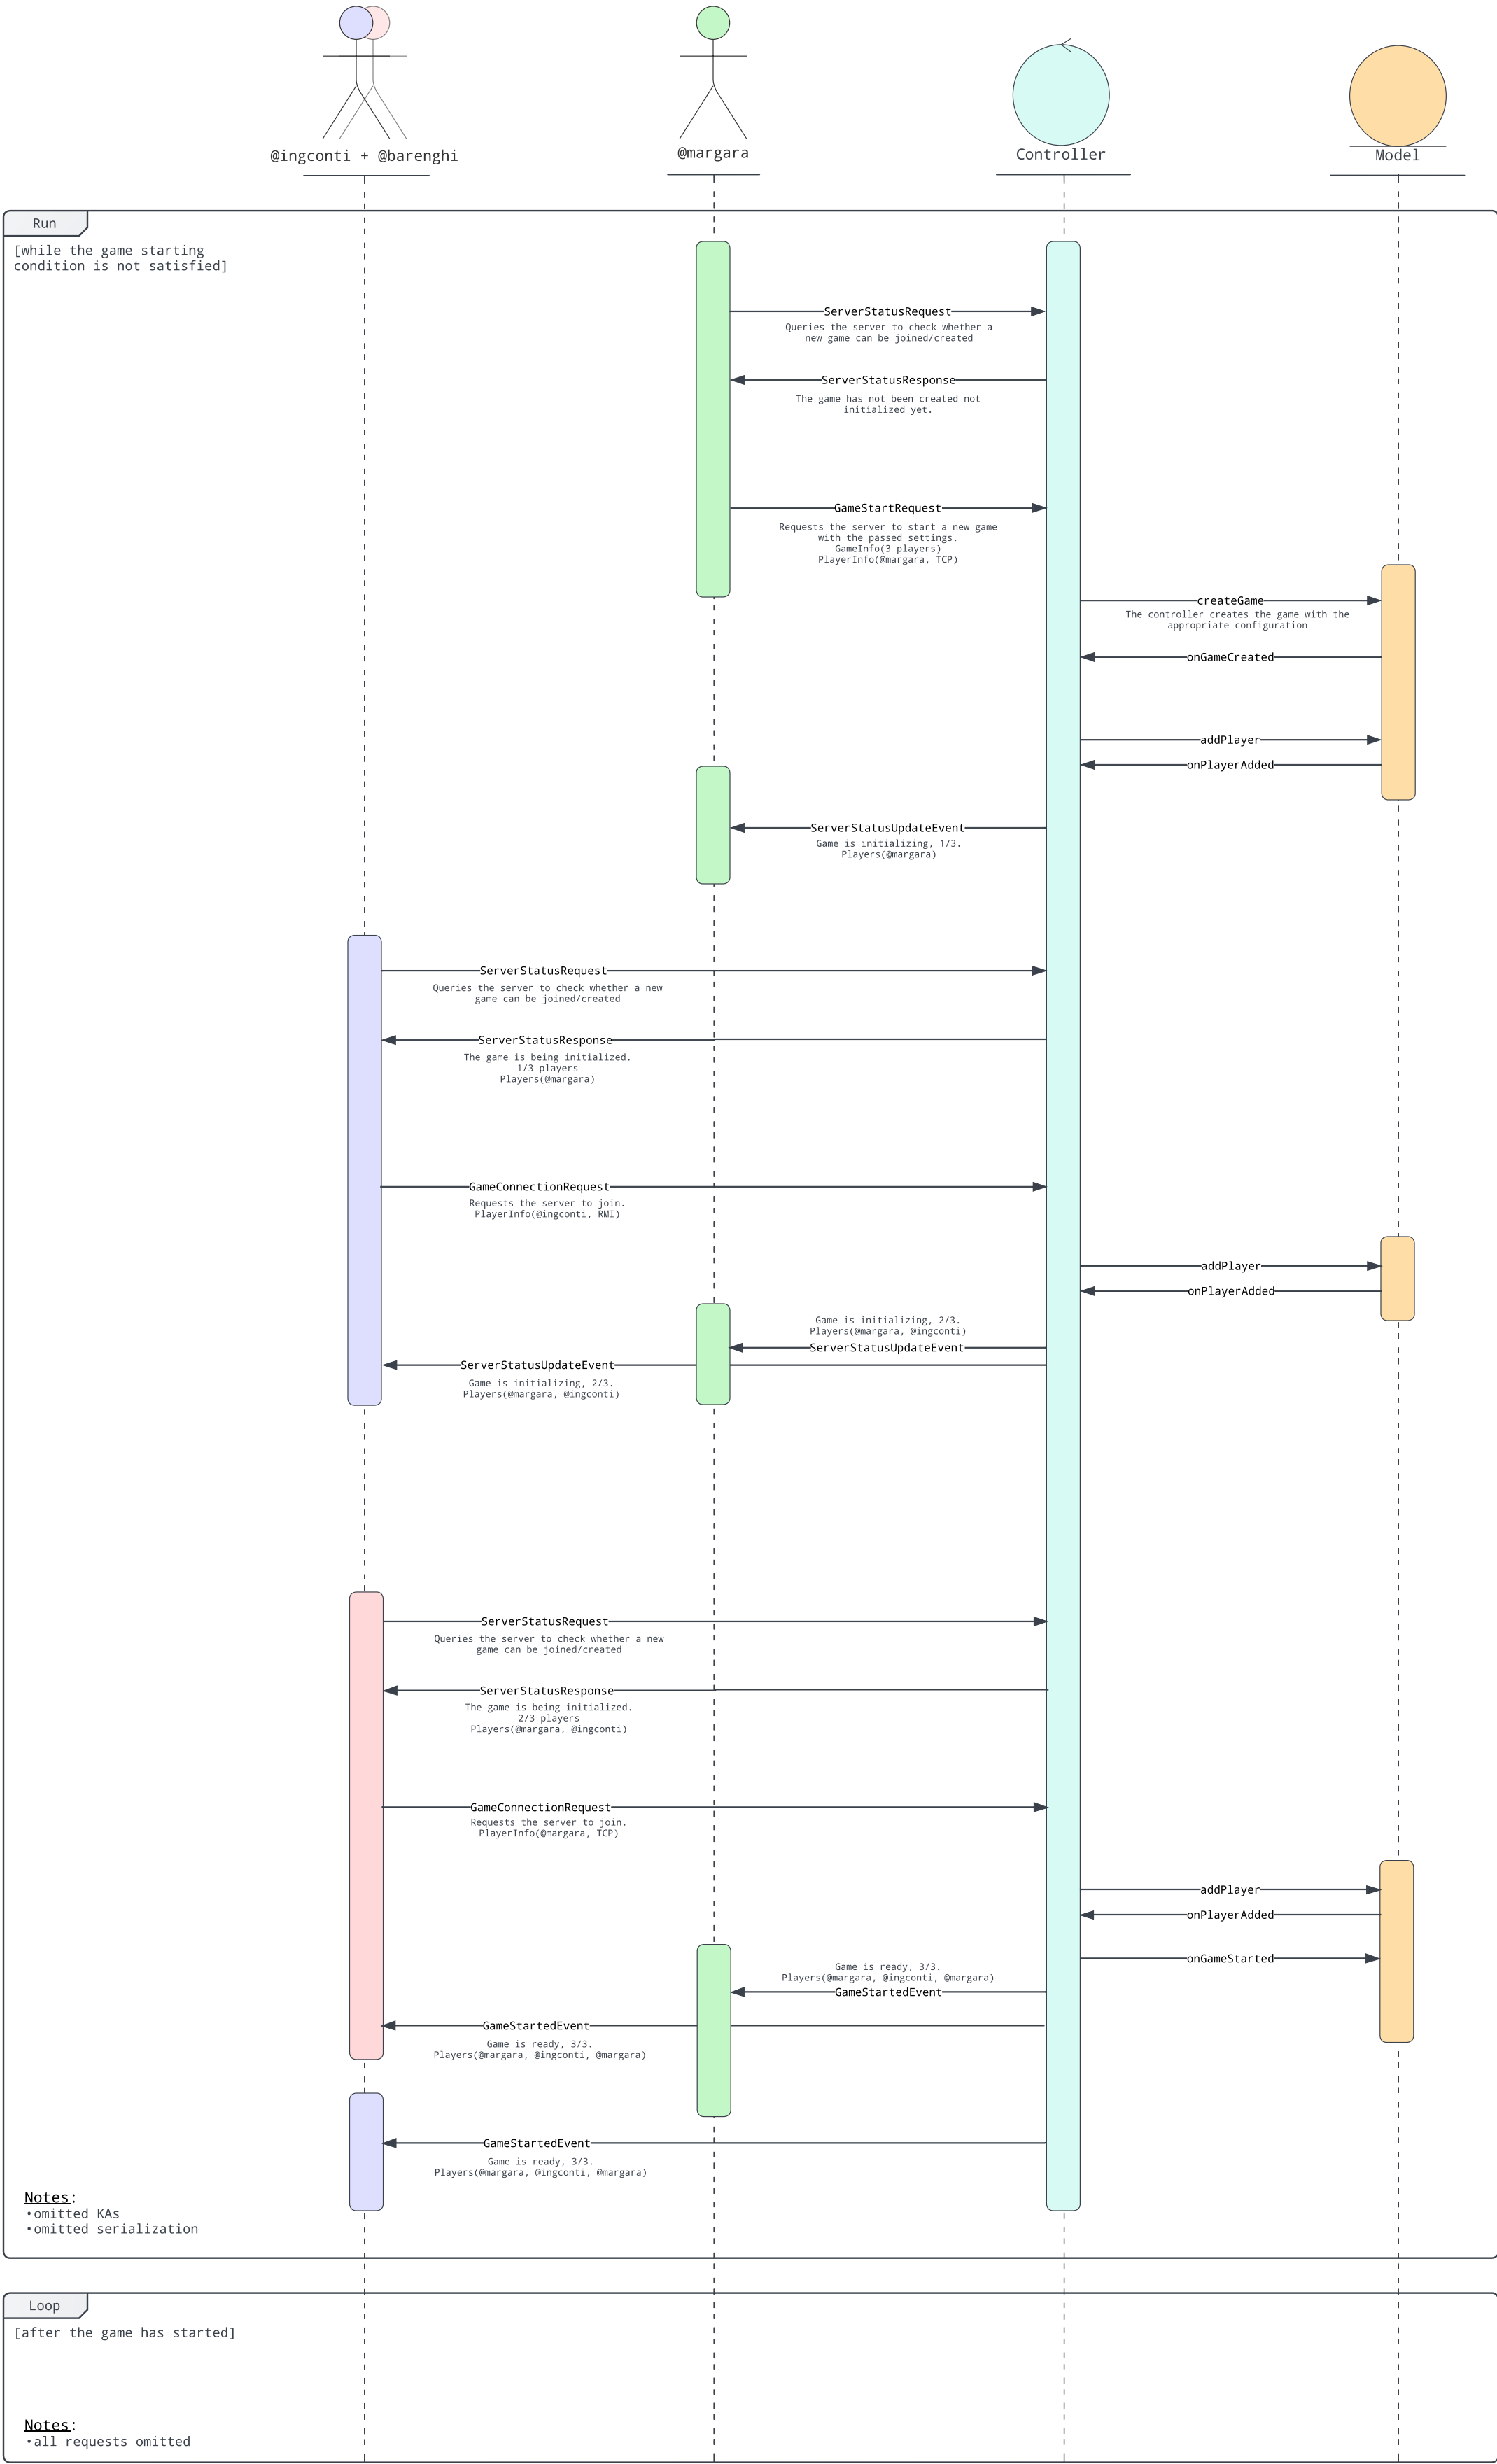 @ingconti + @barenghi
@margara
Controller
Model
Run
[while the game starting
condition is not satisfied]
ServerStatusRequest
Queries the server to check whether a
new game can be joined/created
ServerStatusResponse
The game has not been created not
initialized yet.
GameStartRequest
Requests the server to start a new game
with the passed settings.
GameInfo(3 players)
PlayerInfo(@margara, TCP)
createGame
The controller creates the game with the
appropriate configuration
onGameCreated
addPlayer
onPlayerAdded
ServerStatusUpdateEvent
Game is initializing, 1/3.
Players(@margara)
ServerStatusRequest
Queries the server to check whether a new
game can be joined/created
ServerStatusResponse
The game is being initialized.
1/3 players
Players(@margara)
GameConnectionRequest
Requests the server to join.
PlayerInfo(@ingconti, RMI)
addPlayer
onPlayerAdded
Game is initializing, 2/3.
Players(@margara, @ingconti)
ServerStatusUpdateEvent
ServerStatusUpdateEvent
Game is initializing, 2/3.
Players(@margara, @ingconti)
ServerStatusRequest
Queries the server to check whether a new
game can be joined/created
ServerStatusResponse
The game is being initialized.
2/3 players
Players(@margara, @ingconti)
GameConnectionRequest
Requests the server to join.
PlayerInfo(@margara, TCP)
addPlayer
onPlayerAdded
onGameStarted
Game is ready, 3/3.
Players(@margara, @ingconti, @margara)
GameStartedEvent
GameStartedEvent
Game is ready, 3/3.
Players(@margara, @ingconti, @margara)
GameStartedEvent
Game is ready, 3/3.
Players(@margara, @ingconti, @margara)
Notes:
•omitted KAs
•omitted serialization
Loop
[after the game has started]
Notes:
•all requests omitted